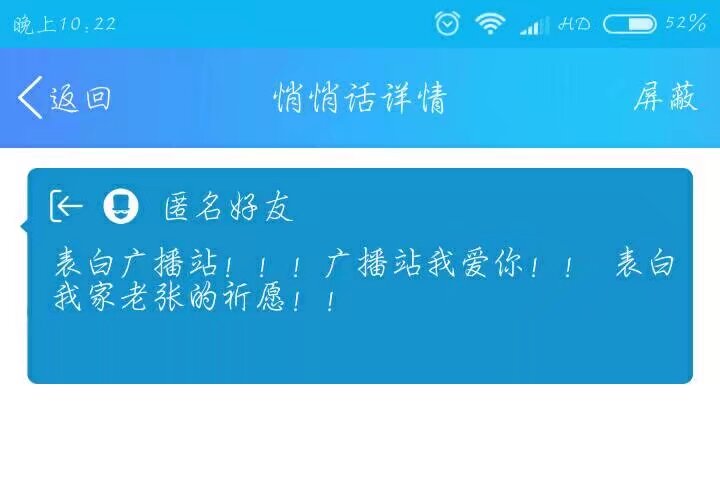 晚上10:22 HD 52%
返回 悄悄话详情 屏蔽
匿名好友
表白广播站！！！广播站我爱你！！ 表白
我家老张的祈愿！！